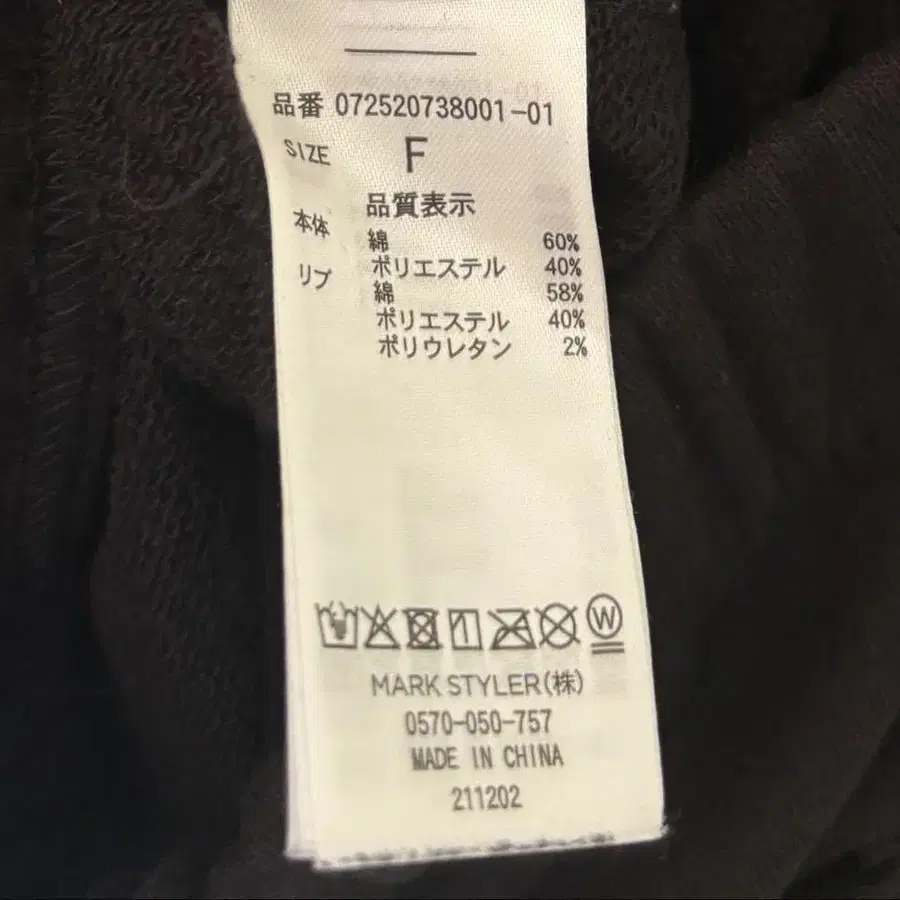 品番 072520738001-01
SIZE F
品質表示
本体 綿 60%
ポリエステル 40%
リブ 綿 58%
ポリエステル 40%
ポリウレタン 2%
W
MARK STYLER(株)
0570-050-757
MADE IN CHINA
211202